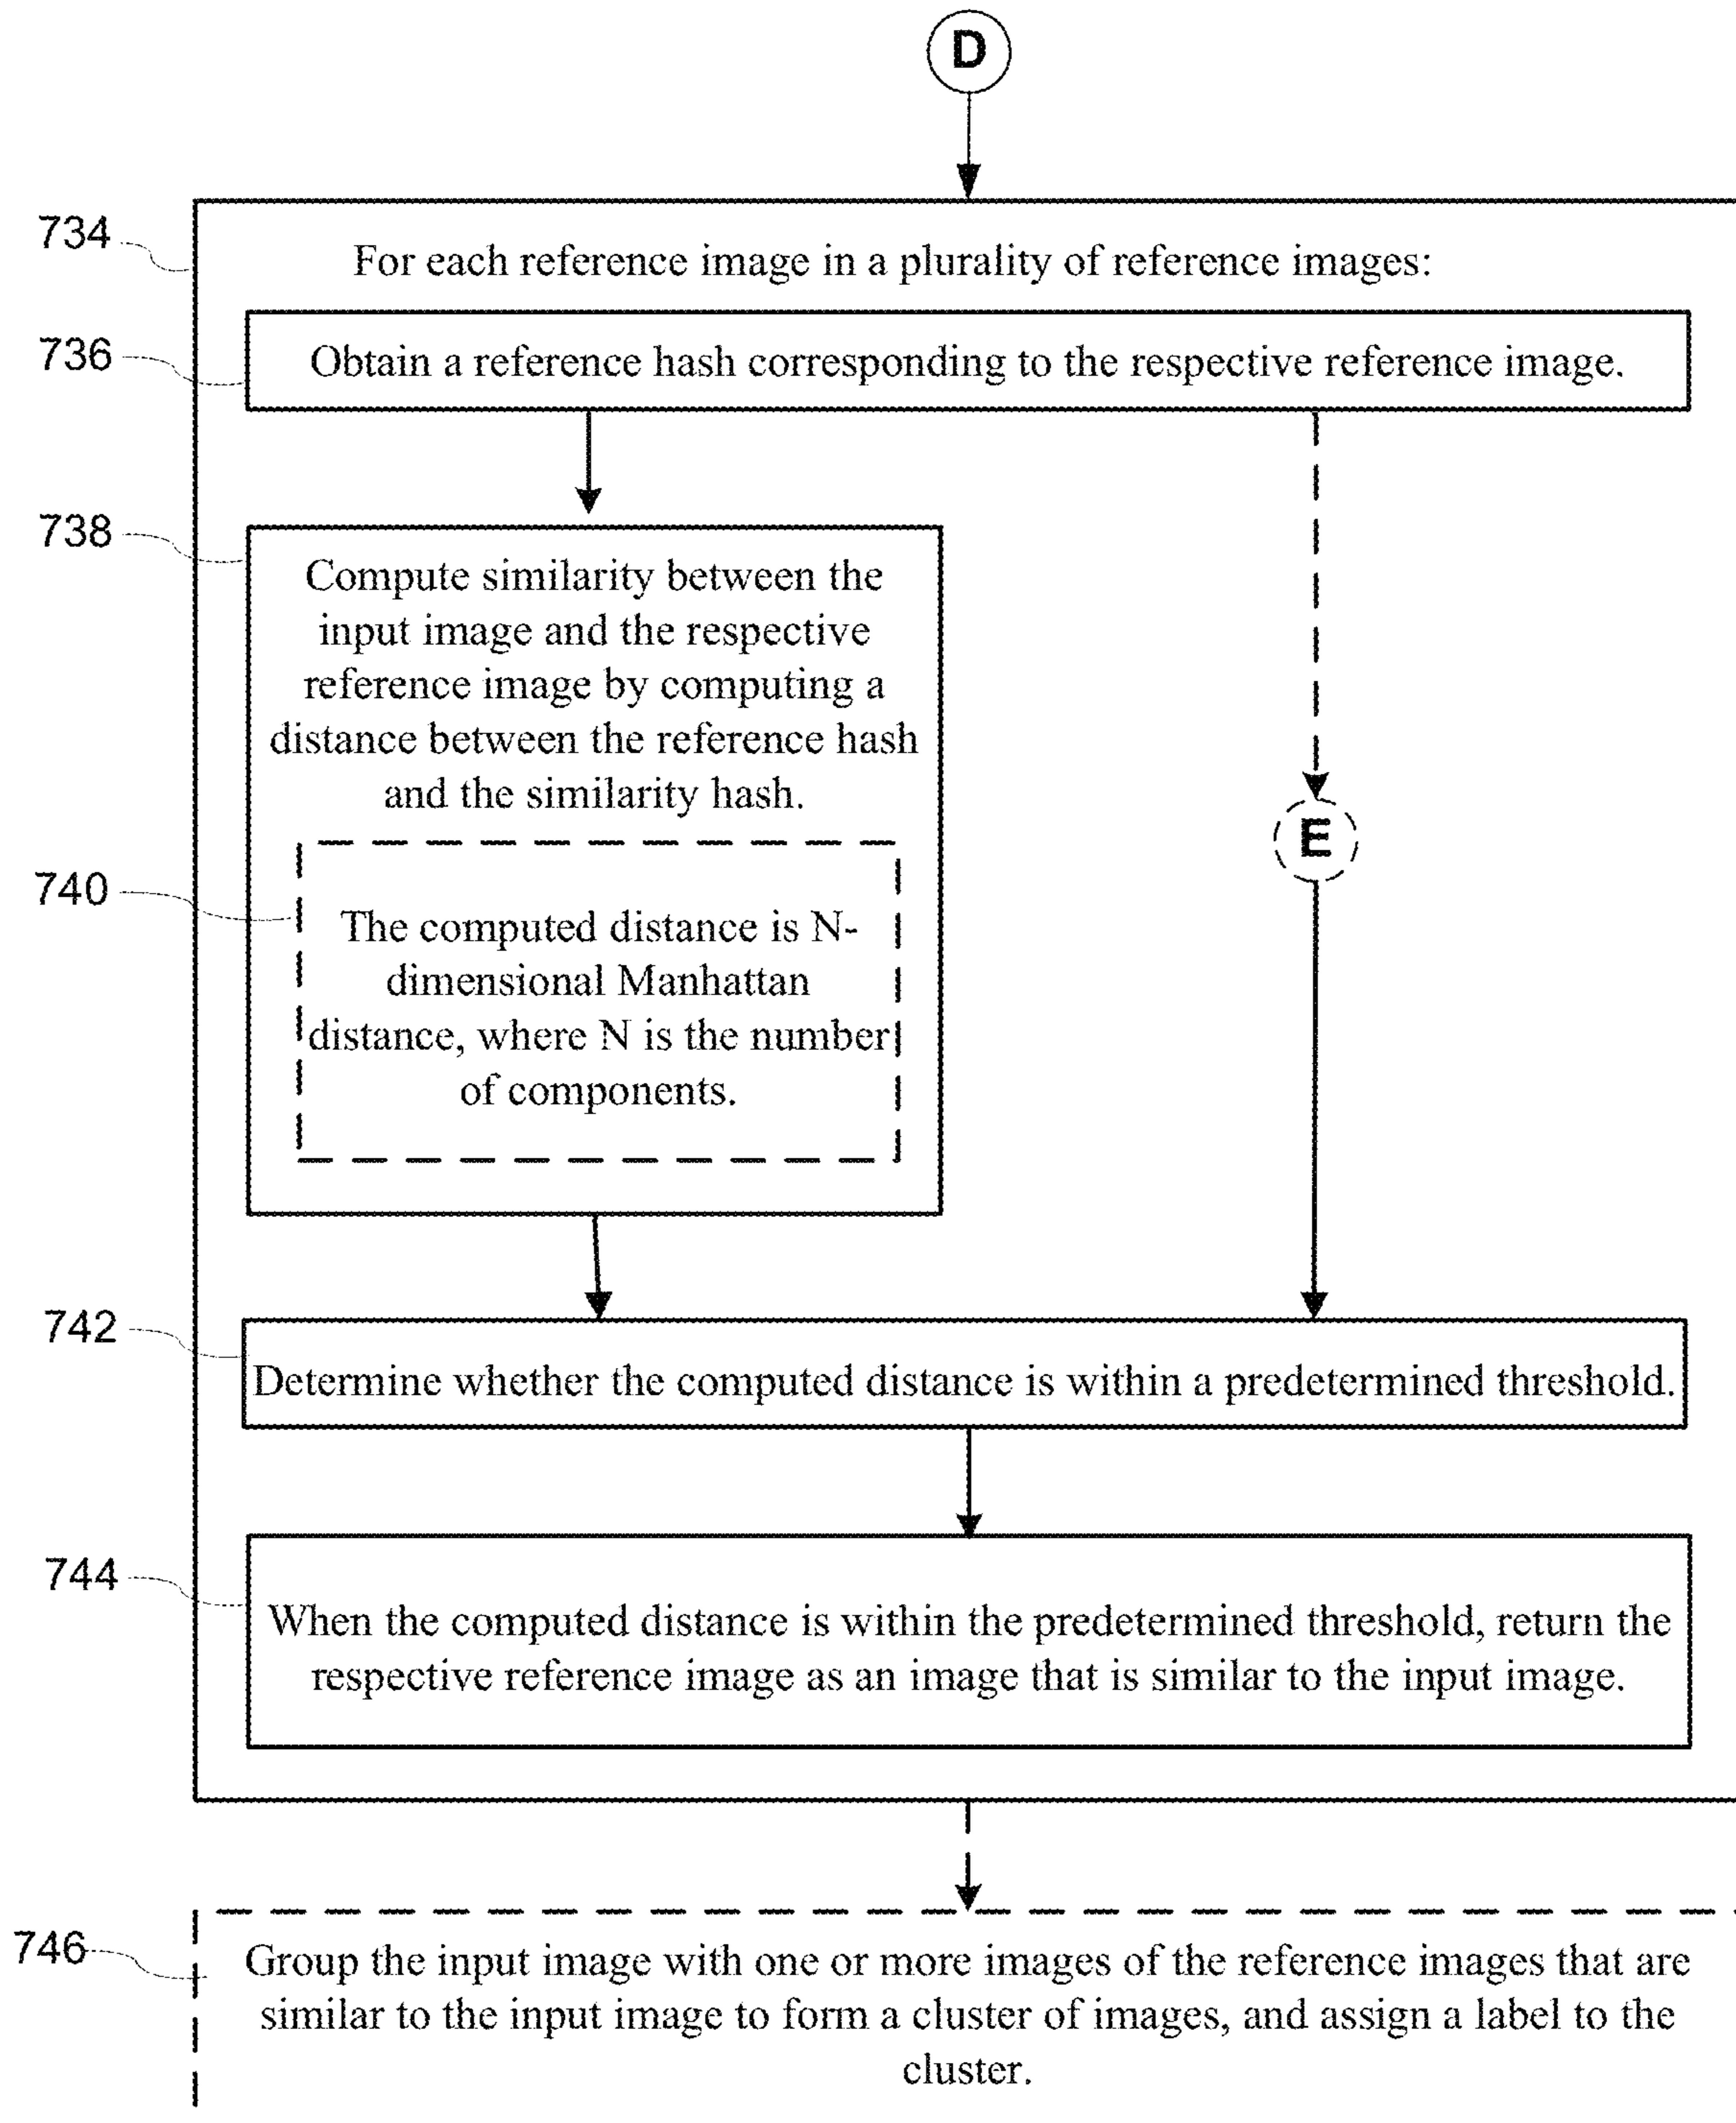 D
734
For each reference image in a plurality of reference images:
736
Obtain a reference hash corresponding to the respective reference image.
738
Compute similarity between the
input image and the respective
reference image by computing a
distance between the reference hash
and the similarity hash.
E
740
The computed distance is N-
dimensional Manhattan
distance, where N is the number
of components.
742
Determine whether the computed distance is within a predetermined threshold.
744
When the computed distance is within the predetermined threshold, return the
respective reference image as an image that is similar to the input image.
746
Group the input image with one or more images of the reference images that are
similar to the input image to form a cluster of images, and assign a label to the
cluster.